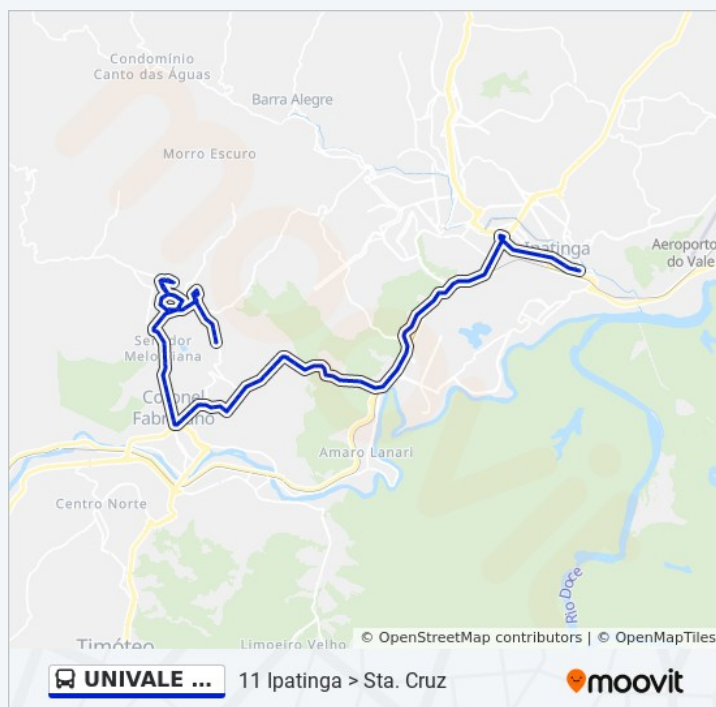 Condomínio
Canto das Águas
Barra Alegre
Morro Escuro
Ipatinga
Aeroporto
do Vale
Senador
Melo Viana
Coronel
Fabriciano
Amaro Lanari
Centro Norte
Rio Doce
Timóteo
Limoeiro Velho
© OpenStreetMap contributors | © OpenMapTiles
UNIVALE ...
11 Ipatinga > Sta. Cruz
moovit